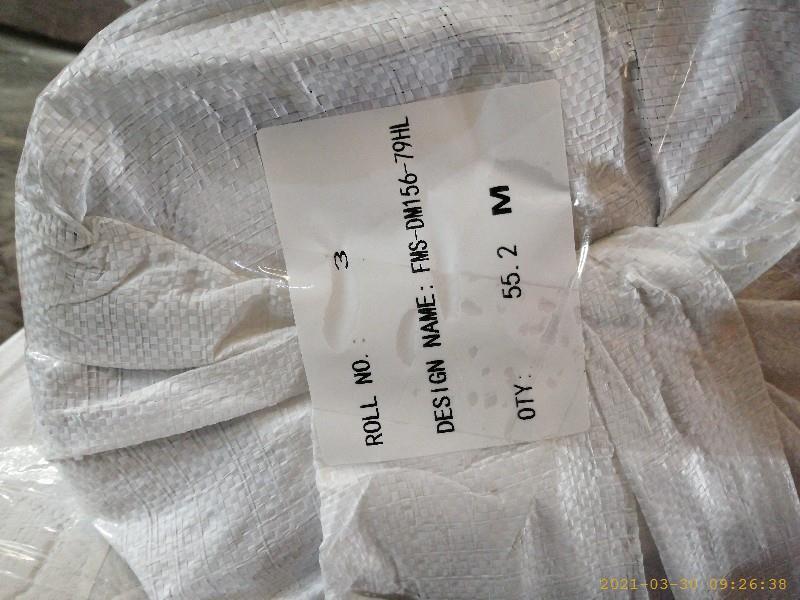 ROLL NO. 3
DESIGN NAME: FMS-DM156-79HL
QTY: 55.2 M
2021-03-30 09:26:38